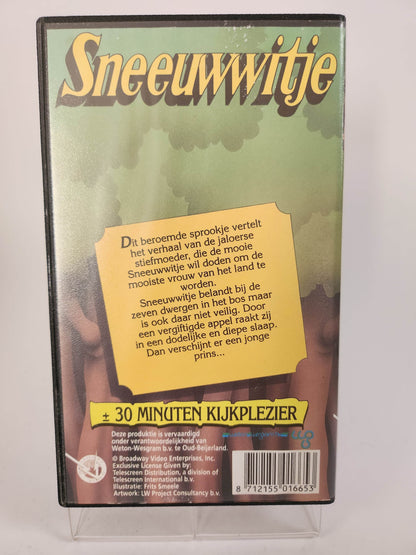 Sneeuwwitje
Dit beroemde sprookje vertelt
het verhaal van de jaloerse
stiefmoeder, die de mooie
Sneeuwwitje wil doden om de
mooiste vrouw van het land te
worden.
Sneeuwwitje belandt bij de
zeven dwergen in het bos maar
is ook daar niet veilig. Door
een vergiftigde appel raakt zij
in een dodelijke en diepe slaap.
Dan verschijnt er een jonge
prins...
± 30 MINUTEN KIJKPLEZIER
Deze produktie is vervaardigd
onder verantwoordelijkheid van
Weton-Wesgram b.v. te Oud-Beijerland.
© Broadway Video Enterprises, Inc.
Exclusive License Given by:
Telescreen Distribution, a division of
Telescreen International b.v.
Illustratie: Frits Smeele
Artwork: LW Project Consultancy b.v.
8 712155 016653